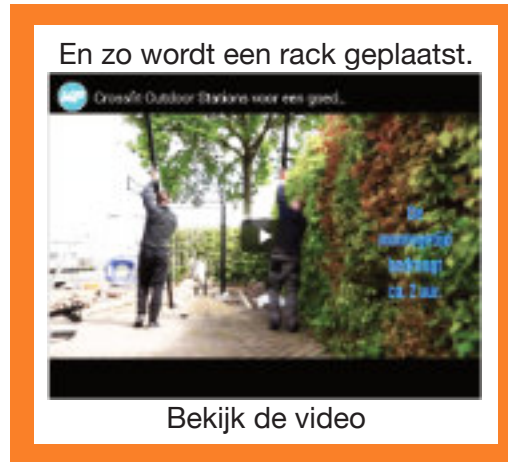 En zo wordt een rack geplaatst.
Crossfit Outdoor Stations voor een goed...
De
montagetijd
bedraagt
ca. 2 uur.
Bekijk de video